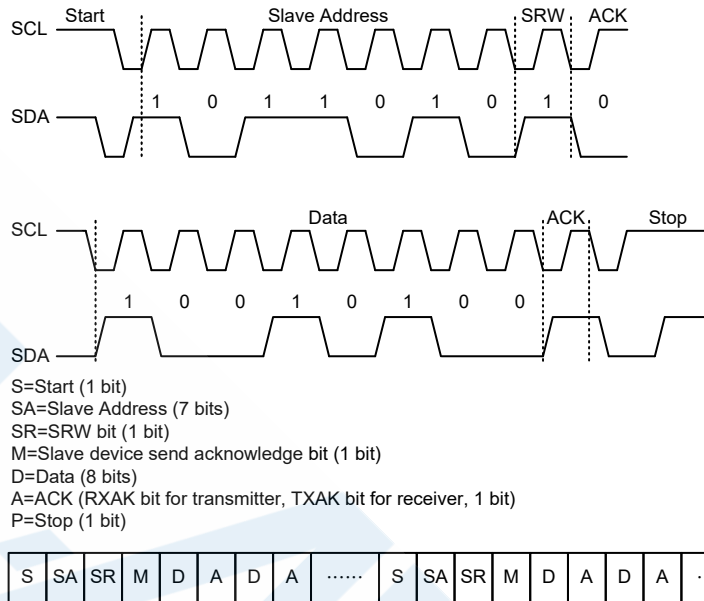 Start Slave Address SRW ACK
SCL
1 0 1 1 0 1 0 1 0
SDA
Data ACK Stop
SCL
1 0 0 1 0 1 0 0
SDA
S=Start (1 bit)
SA=Slave Address (7 bits)
SR=SRW bit (1 bit)
M=Slave device send acknowledge bit (1 bit)
D=Data (8 bits)
A=ACK (RXAK bit for transmitter, TXAK bit for receiver, 1 bit)
P=Stop (1 bit)
S SA SR M D A D A ······ S SA SR M D A D A